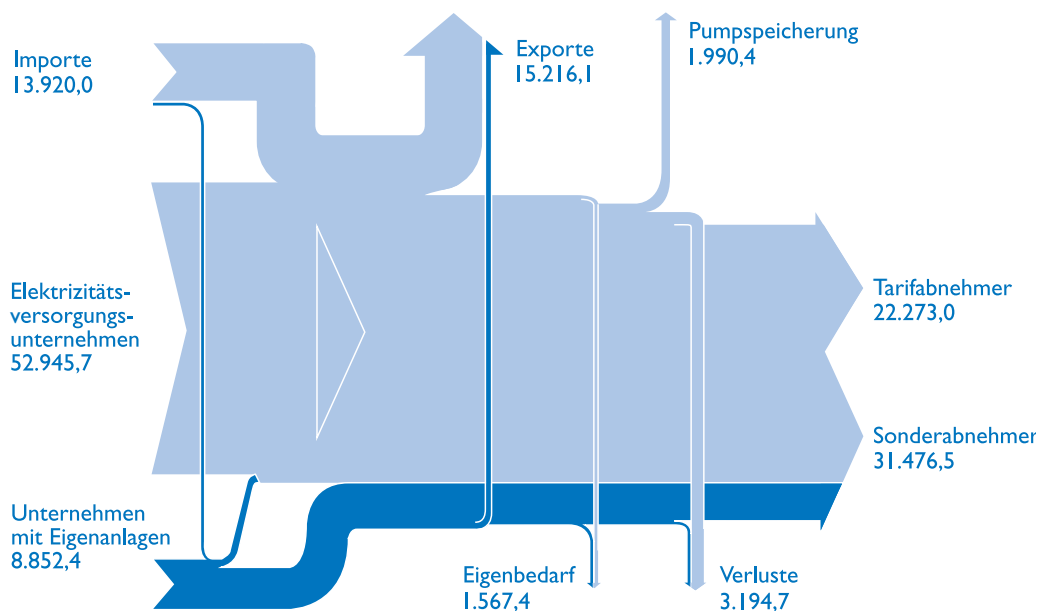 Importe
13.920,0
Exporte
15.216,1
Pumpspeicherung
1.990,4
Elektrizitäts-
versorgungs-
unternehmen
52.945,7
Tarifabnehmer
22.273,0
Sonderabnehmer
31.476,5
Unternehmen
mit Eigenanlagen
8.852,4
Eigenbedarf
1.567,4
Verluste
3.194,7